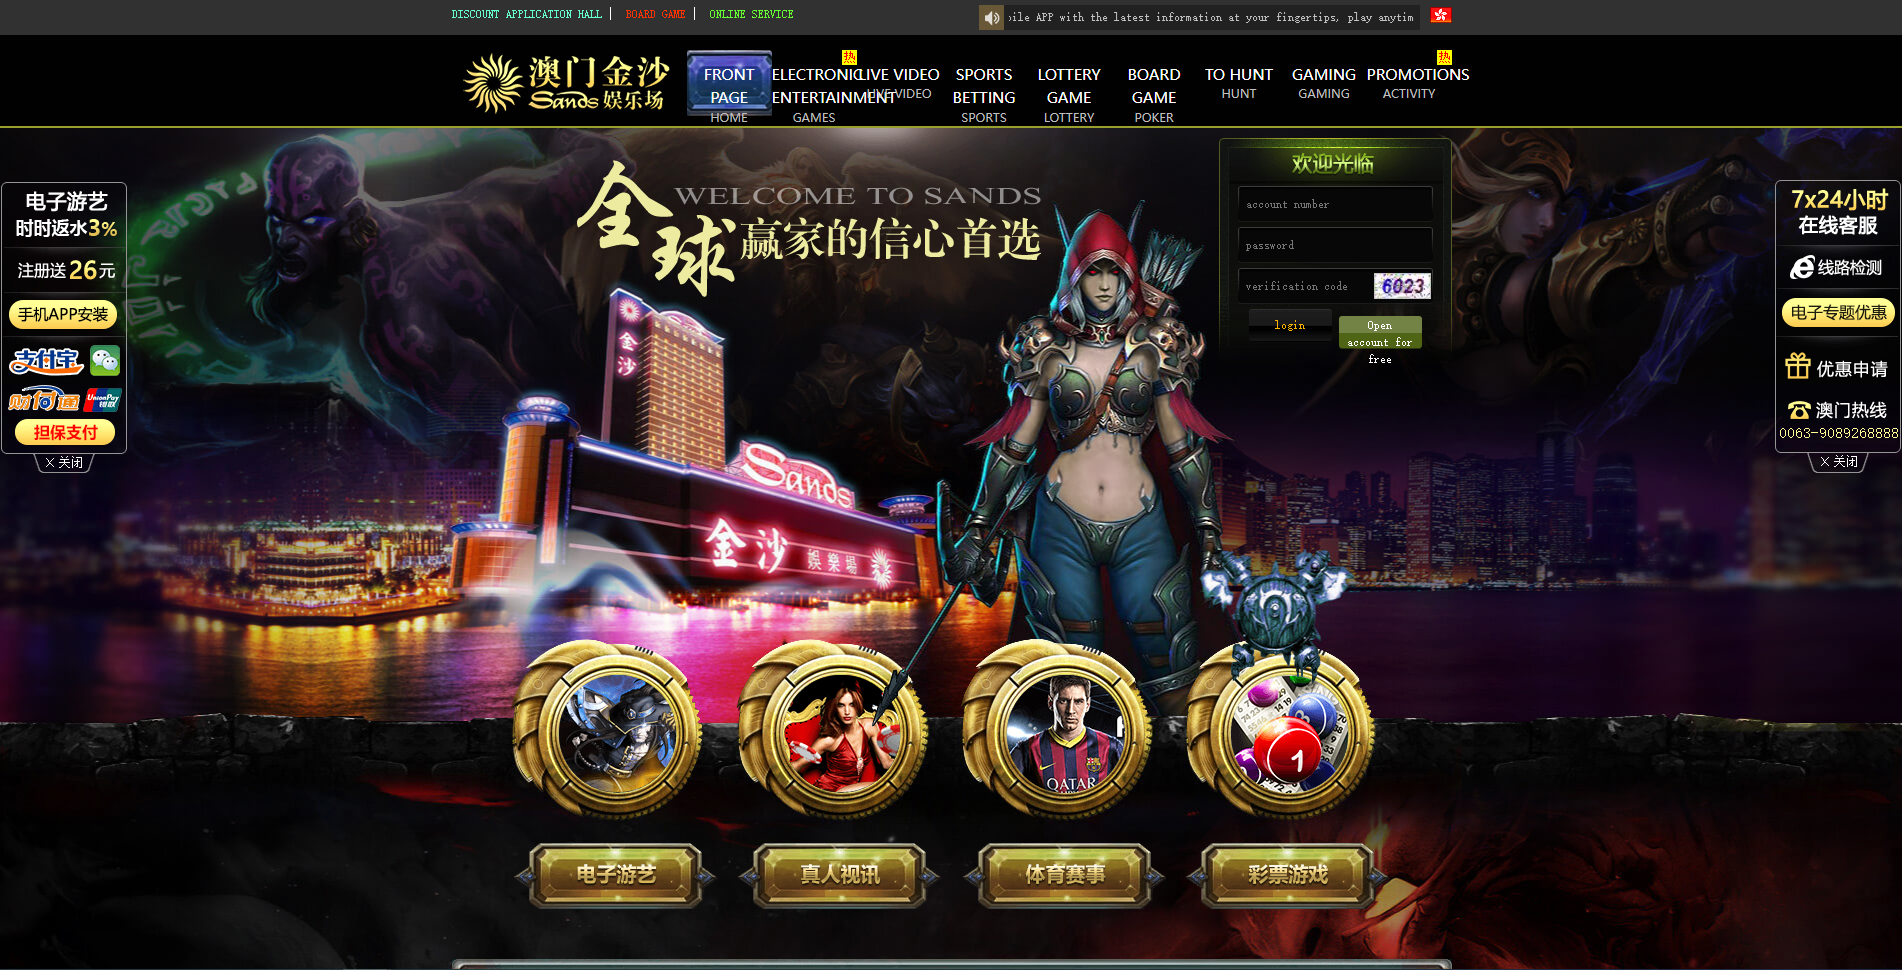 DISCOUNT APPLICATION HALL
BOARD GAME
ONLINE SERVICE
bile APP with the latest information at your fingertips, play anytim
澳门金沙
Sands娱乐场
FRONT PAGE
HOME
热
ELECTRONIC ENTERTAINMENT
GAMES
LIVE VIDEO
LIVE VIDEO
SPORTS BETTING
SPORTS
LOTTERY GAME
LOTTERY
BOARD GAME
POKER
TO HUNT
HUNT
GAMING
GAMING
热
PROMOTIONS
ACTIVITY
电子游艺
时时返水3%
注册送26元
手机APP安装
支付宝
财付通
UnionPay
银联
担保支付
X 关闭
WELCOME TO SANDS
全球赢家的信心首选
金沙
Sands
金沙 娱樂場
欢迎光临
account number
password
verification code
6023
login
Open
account for
free
7x24小时
在线客服
线路检测
电子专题优惠
优惠申请
澳门热线
0063-9089268888
X 关闭
QATAR
1
电子游艺
真人视讯
体育赛事
彩票游戏